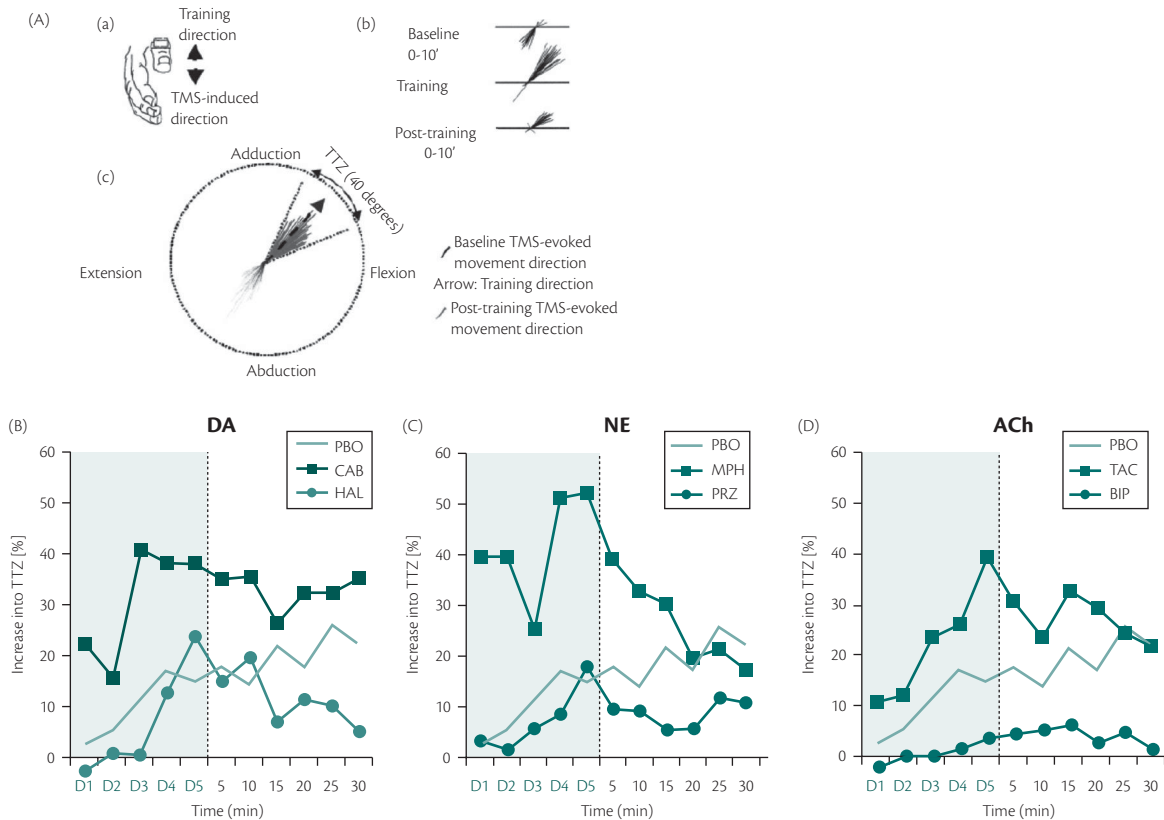 (A)
(a)
Training
direction
TMS-induced
direction
(b)
Baseline
0-10'
Training
Post-training
0-10'
(c)
Adduction
TTZ (40 degrees)
Extension
Flexion
Abduction
Baseline TMS-evoked
movement direction
Arrow: Training direction
Post-training TMS-evoked
movement direction
(B)
DA
PBO
CAB
HAL
Increase into TTZ [%]
60
50
40
30
20
10
0
D1 D2 D3 D4 D5 5 10 15 20 25 30
Time (min)
(C)
NE
PBO
MPH
PRZ
Increase into TTZ [%]
60
50
40
30
20
10
0
D1 D2 D3 D4 D5 5 10 15 20 25 30
Time (min)
(D)
ACh
PBO
TAC
BIP
Increase into TTZ [%]
60
50
40
30
20
10
0
D1 D2 D3 D4 D5 5 10 15 20 25 30
Time (min)